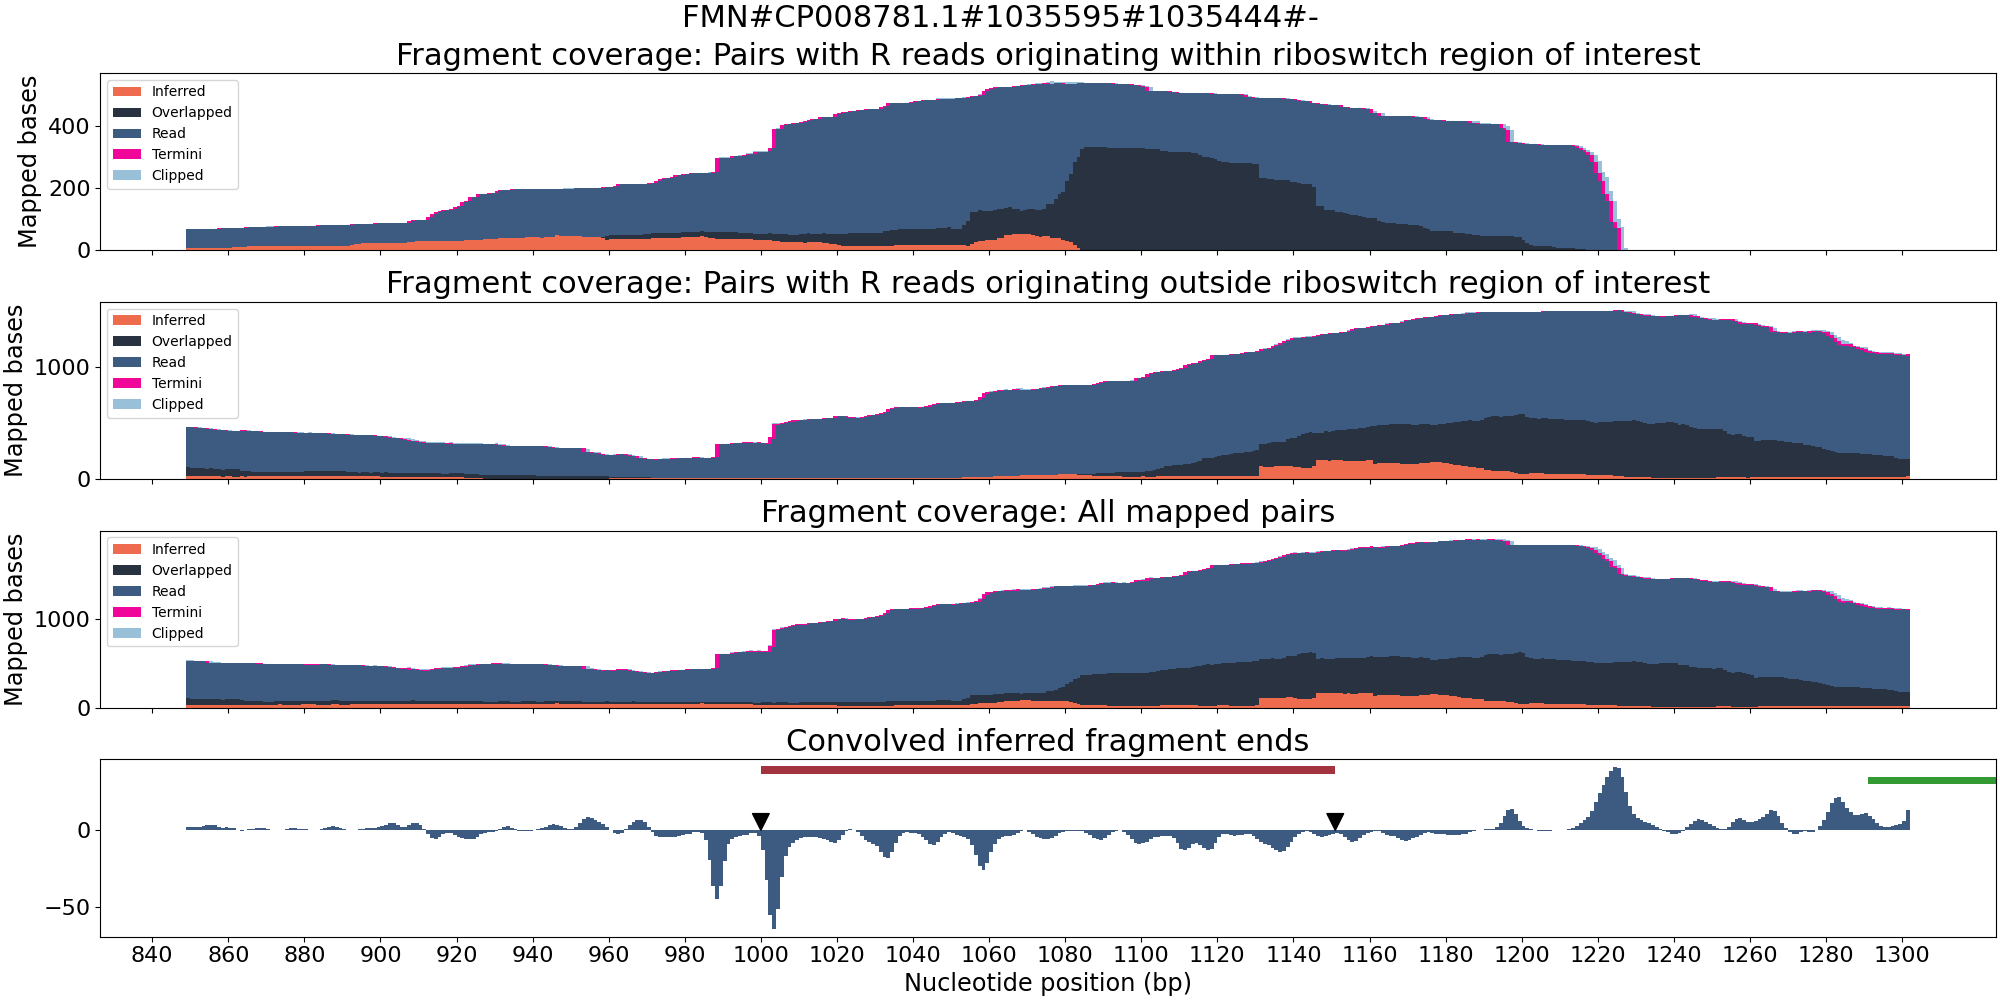 FMN#CP008781.1#1035595#1035444#-
Fragment coverage: Pairs with R reads originating within riboswitch region of interest
Mapped bases
400
200
0
Inferred
Overlapped
Read
Termini
Clipped
Fragment coverage: Pairs with R reads originating outside riboswitch region of interest
Mapped bases
1000
0
Inferred
Overlapped
Read
Termini
Clipped
Fragment coverage: All mapped pairs
Mapped bases
1000
0
Inferred
Overlapped
Read
Termini
Clipped
Convolved inferred fragment ends
0
−50
840 860 880 900 920 940 960 980 1000 1020 1040 1060 1080 1100 1120 1140 1160 1180 1200 1220 1240 1260 1280 1300
Nucleotide position (bp)